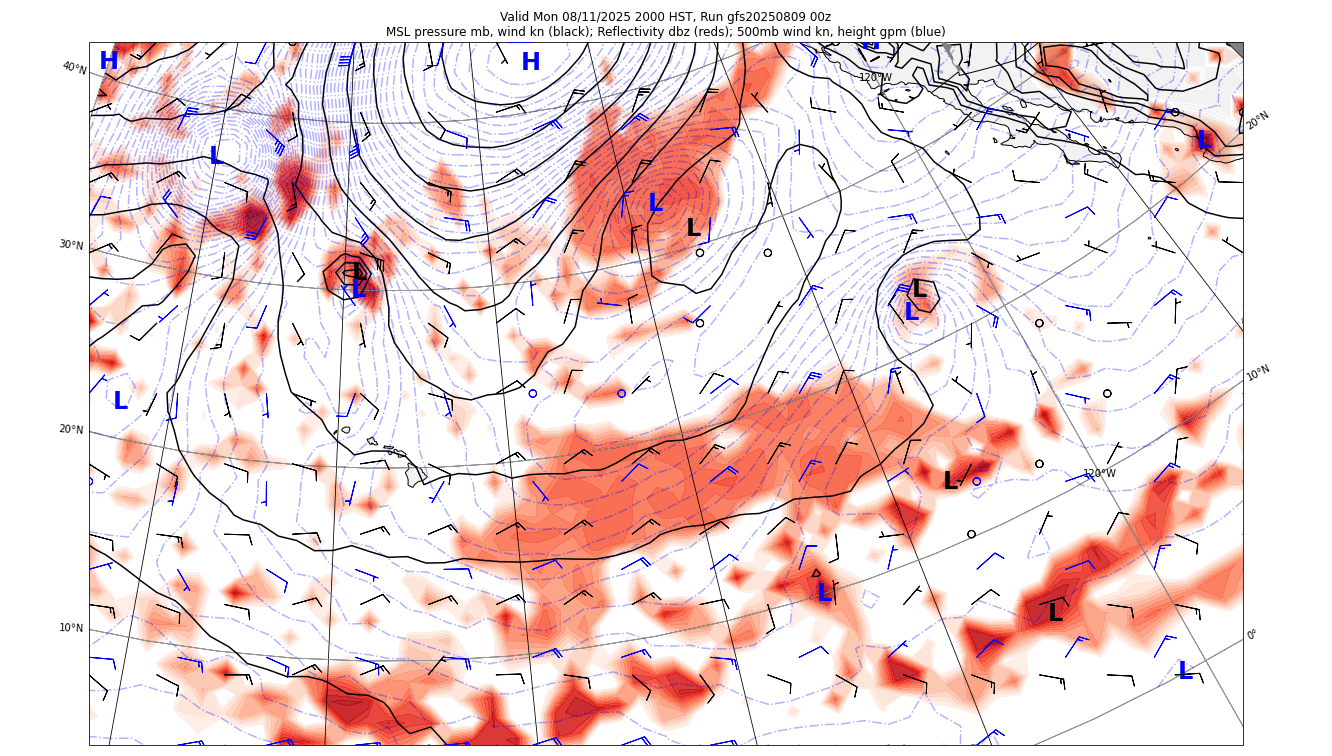 Valid Mon 08/11/2025 2000 HST, Run gfs20250809 00z
MSL pressure mb, wind kn (black); Reflectivity dbz (reds); 500mb wind kn, height gpm (blue)
H
H
H
40°N
120°W
20°N
L
L
L
L
30°N
L
L
L
L
10°N
L
20°N
120°W
L
L
L
10°N
0°
L